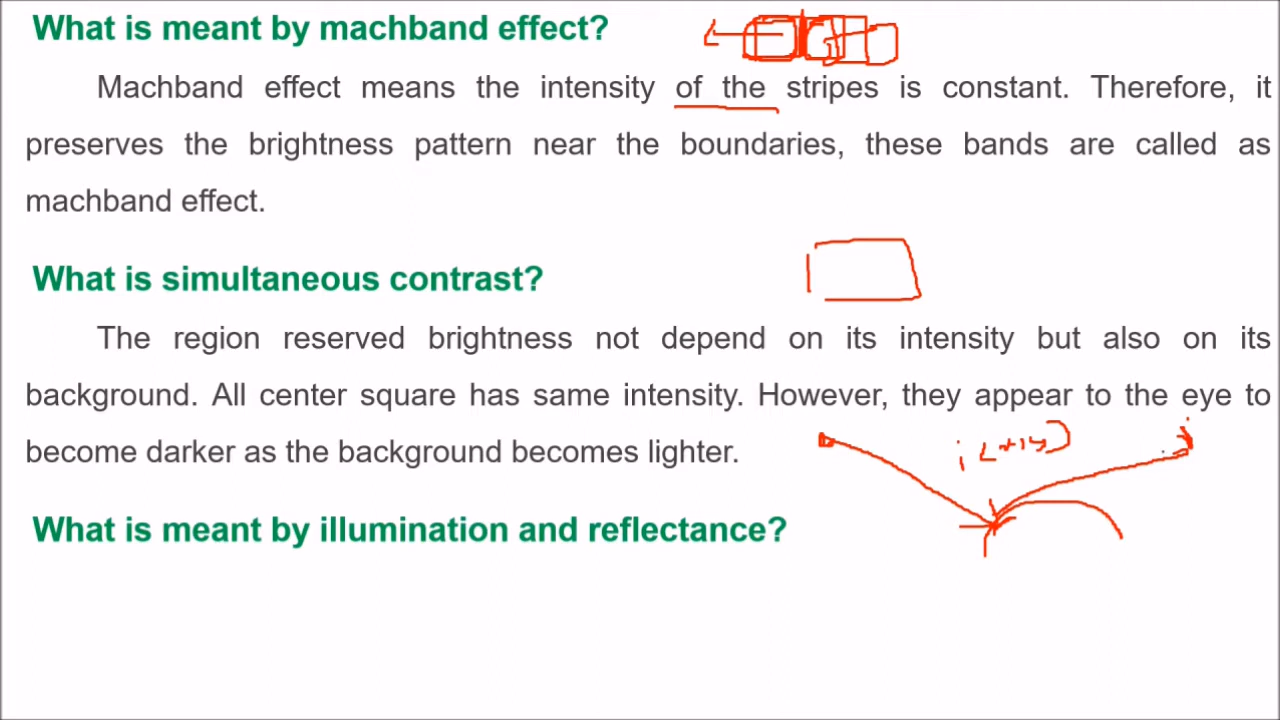 What is meant by machband effect?
Machband effect means the intensity of the stripes is constant. Therefore, it
preserves the brightness pattern near the boundaries, these bands are called as
machband effect.
What is simultaneous contrast?
The region reserved brightness not depend on its intensity but also on its
background. All center square has same intensity. However, they appear to the eye to
become darker as the background becomes lighter.
i(x,y)
What is meant by illumination and reflectance?